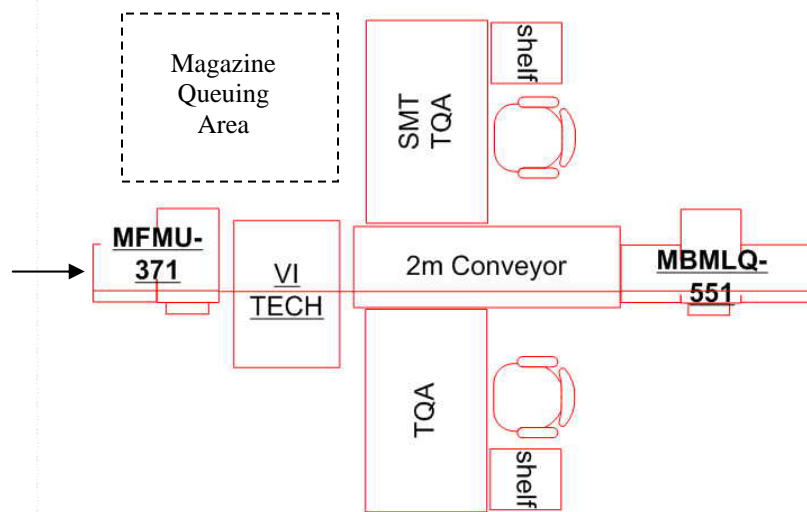 Magazine
Queuing
Area
SMT
TQA
shelf
MFMU-
371
VI
TECH
2m Conveyor
MBMLQ-
551
TQA
shelf